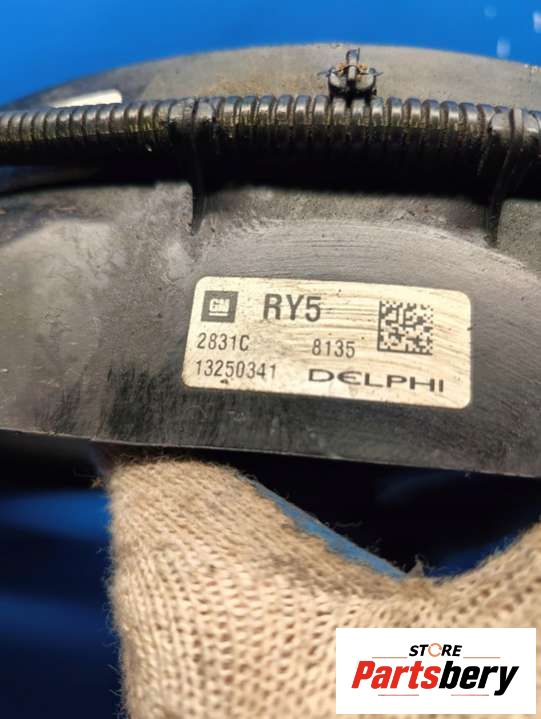 GM RY5
2831C 8135
13250341 DELPHI
STORE
Partsbery